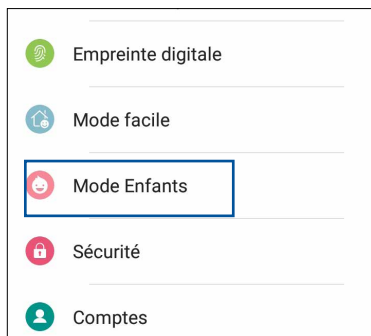 Empreinte digitale
Mode facile
Mode Enfants
Sécurité
Comptes